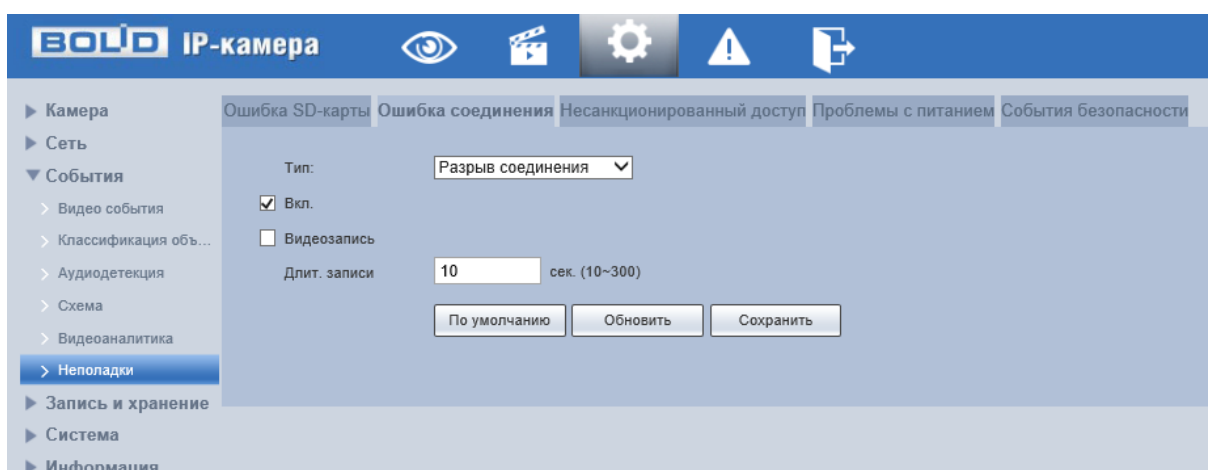 BOLID IP-камера
Камера
Сеть
События
Видео события
Классификация объ...
Аудиодетекция
Схема
Видеоаналитика
Неполадки
Запись и хранение
Система
Информация
Ошибка SD-карты Ошибка соединения Несанкционированный доступ Проблемы с питанием События безопасности
Тип: Разрыв соединения
Вкл.
Видеозапись
Длит. записи 10 сек. (10~300)
По умолчанию Обновить Сохранить